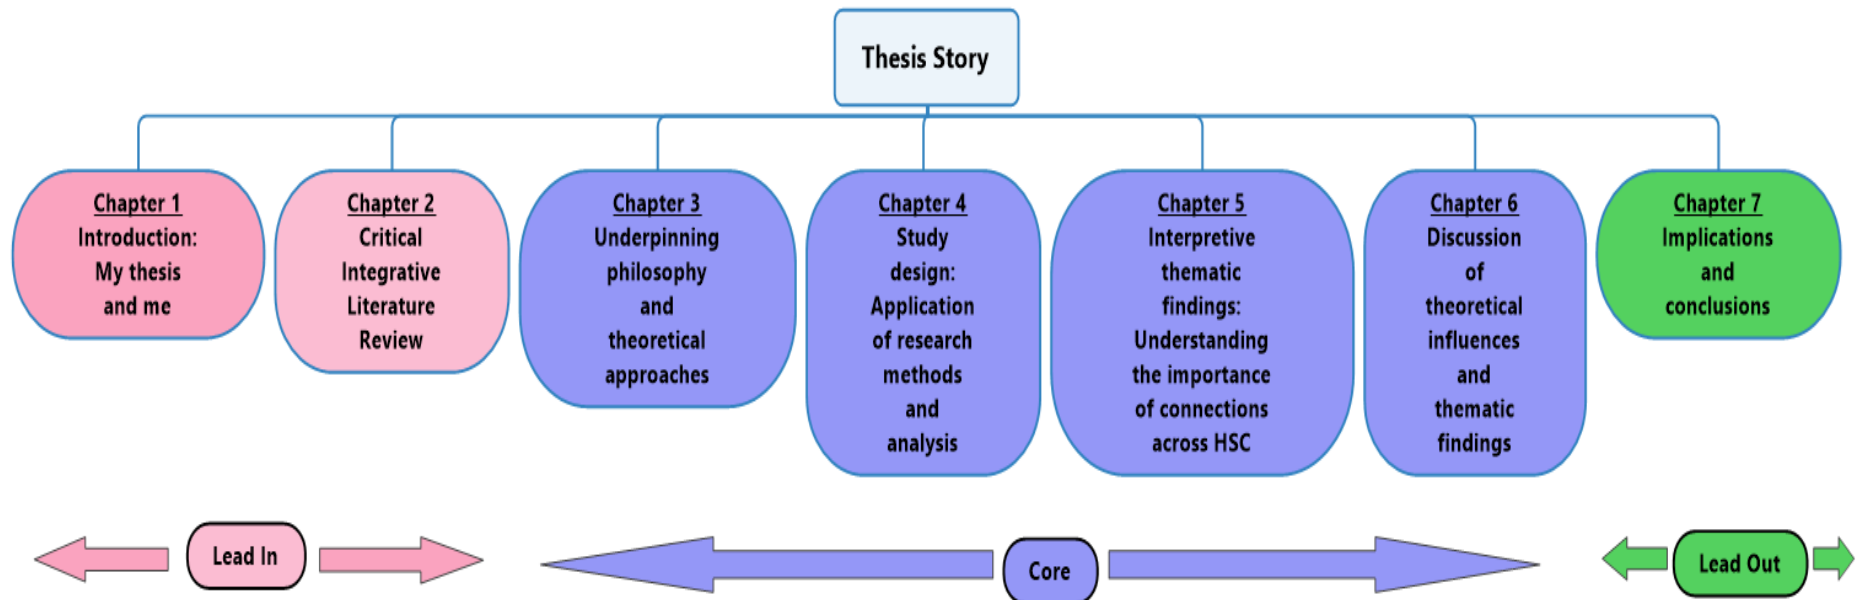 Thesis Story
Chapter 1
Introduction:
My thesis
and me
Chapter 2
Critical
Integrative
Literature
Review
Chapter 3
Underpinning
philosophy
and
theoretical
approaches
Chapter 4
Study
design:
Application
of research
methods
and
analysis
Chapter 5
Interpretive
thematic
findings:
Understanding
the importance
of connections
across HSC
Chapter 6
Discussion
of
theoretical
influences
and
thematic
findings
Chapter 7
Implications
and
conclusions
Lead In
Core
Lead Out